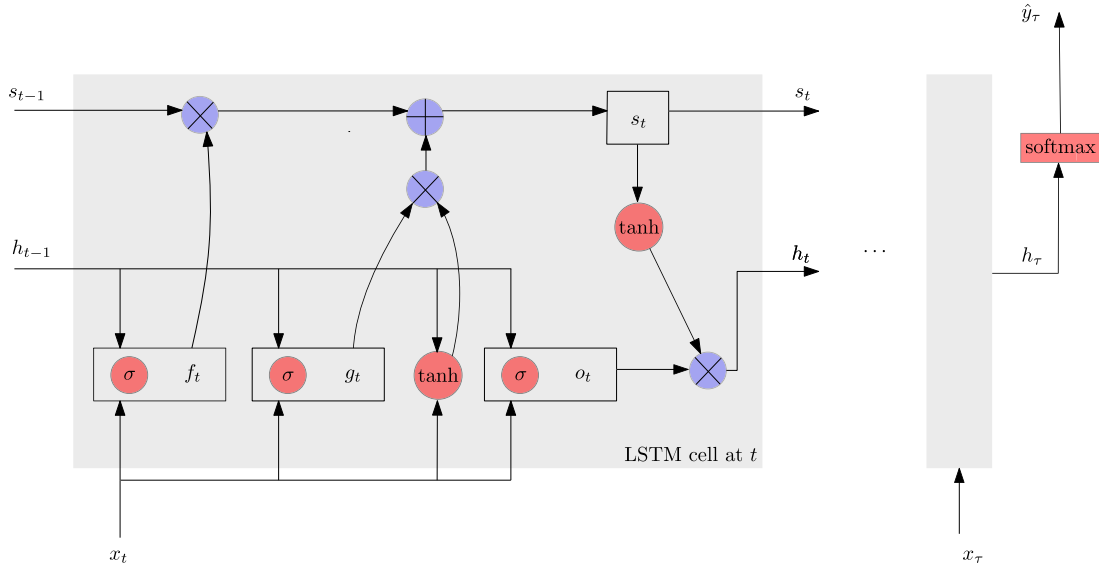 ŷ_τ
s_{t−1}
s_t
s_t
softmax
tanh
h_{t−1}
h_t
...
h_τ
σ f_t
σ g_t
tanh
σ o_t
LSTM cell at t
x_t
x_τ